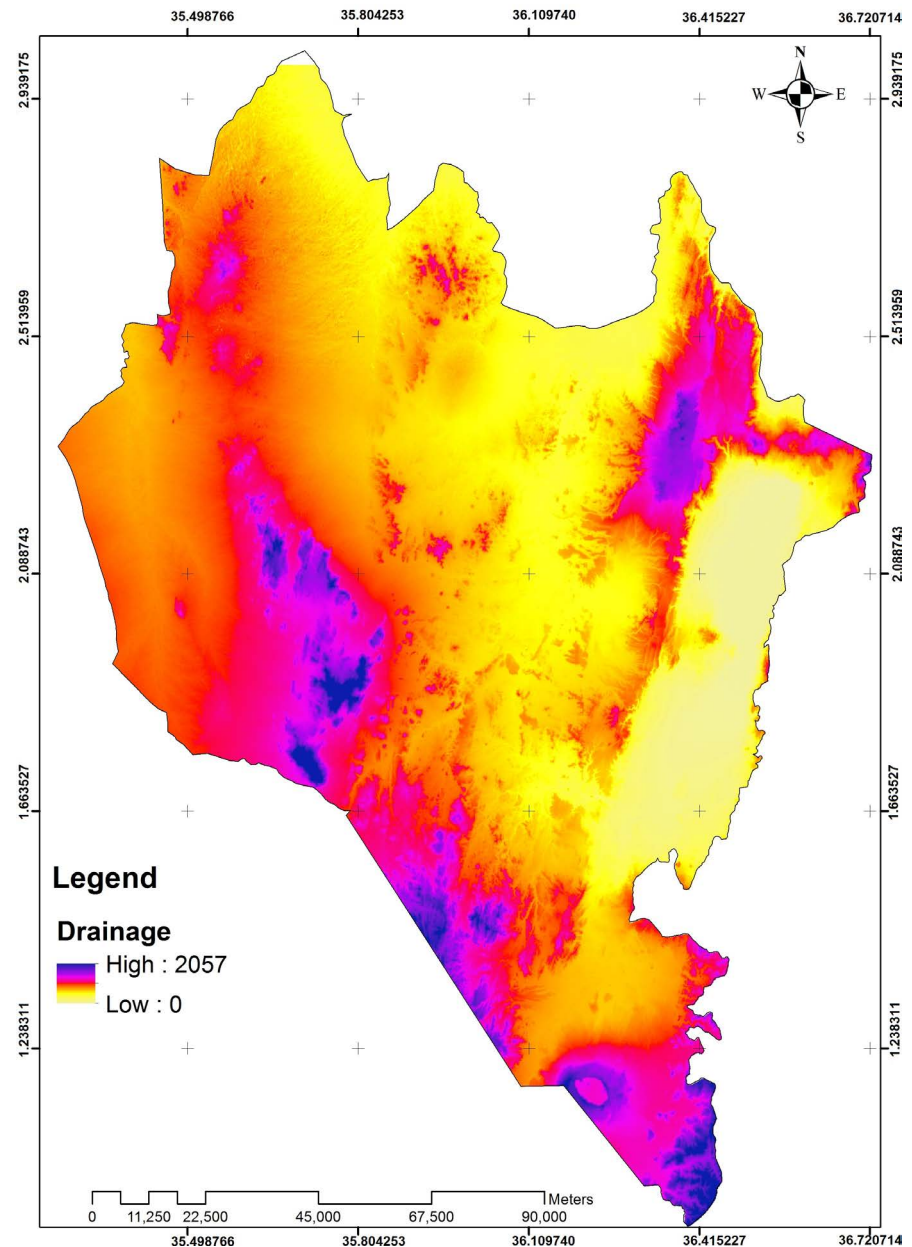 35.498766 35.804253 36.109740 36.415227 36.720714
N
W E
S
2.939175 2.939175
2.513959 2.513959
2.088743 2.088743
1.663527 1.663527
Legend
Drainage
High : 2057
Low : 0
1.238311 1.238311
Meters
0 11,250 22,500 45,000 67,500 90,000
35.498766 35.804253 36.109740 36.415227 36.720714